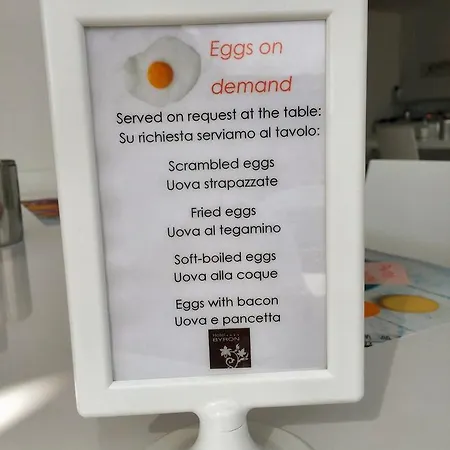 Eggs on
demand
Served on request at the table:
Su richiesta serviamo al tavolo:
Scrambled eggs
Uova strapazzate
Fried eggs
Uova al tegamino
Soft-boiled eggs
Uova alla coque
Eggs with bacon
Uova e pancetta
BYRON